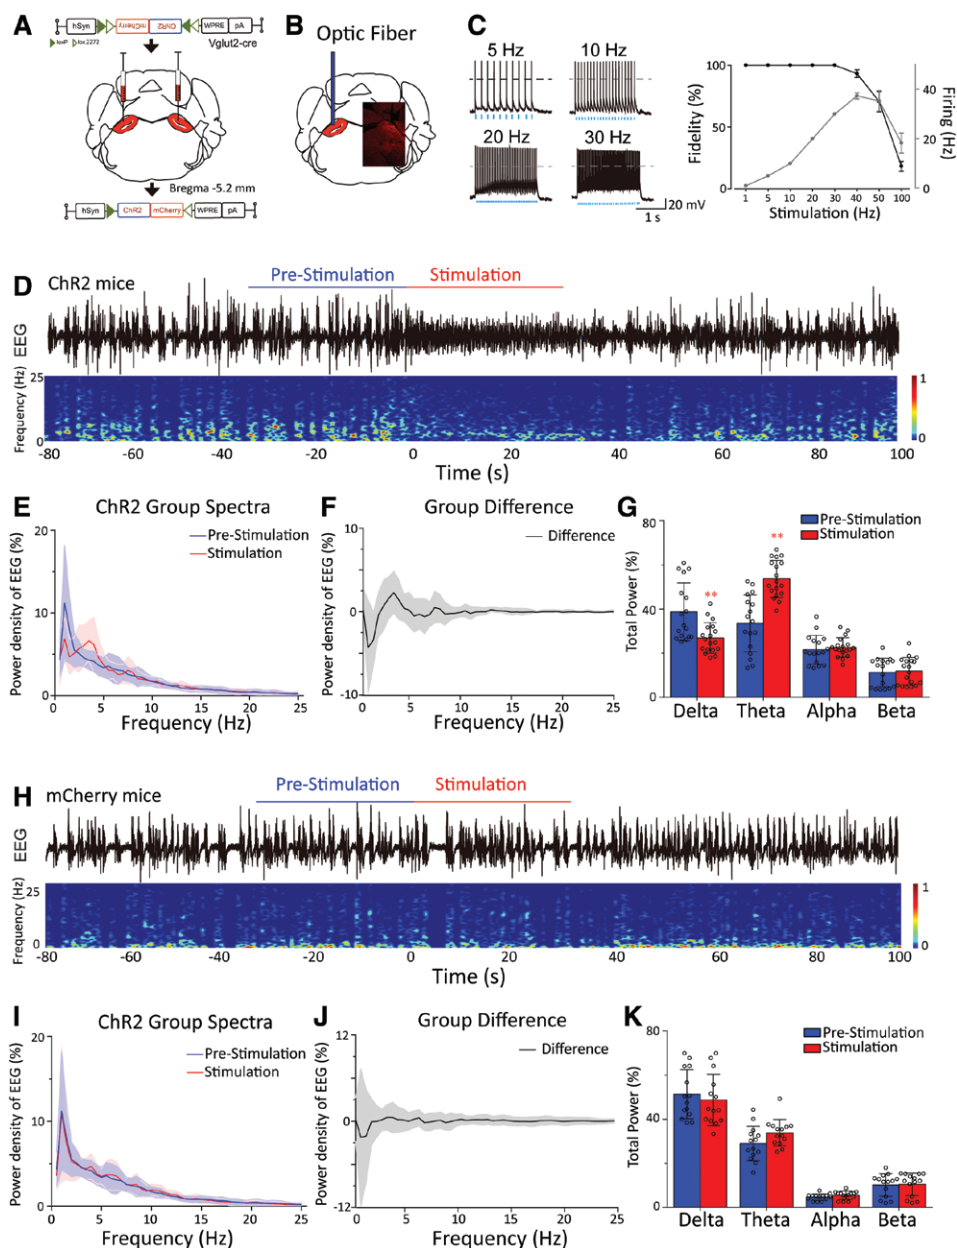 A
hSyn
mCherry
ChR2
WPRE
pA
loxP
lox2272
Vglut2-cre
Bregma -5.2 mm
hSyn
ChR2
mCherry
WPRE
pA
B
Optic Fiber
C
5 Hz
10 Hz
20 Hz
30 Hz
20 mV
1 s
100
50
0
Fidelity (%)
40
20
0
Firing (Hz)
1 5 10 20 30 40 50 100
Stimulation (Hz)
D
ChR2 mice
Pre-Stimulation
Stimulation
EEG
Frequency (Hz)
25
0
1
0
-80 -60 -40 -20 0 20 40 60 80 100
Time (s)
E
ChR2 Group Spectra
Pre-Stimulation
Stimulation
Power density of EEG (%)
20
10
0
0 5 10 15 20 25
Frequency (Hz)
F
Group Difference
Difference
Power density of EEG (%)
10
0
-10
0 5 10 15 20 25
Frequency (Hz)
G
Pre-Stimulation
Stimulation
Total Power (%)
80
40
0
**
**
Delta Theta Alpha Beta
H
mCherry mice
Pre-Stimulation
Stimulation
EEG
Frequency (Hz)
25
0
1
0
-80 -60 -40 -20 0 20 40 60 80 100
Time (s)
I
ChR2 Group Spectra
Pre-Stimulation
Stimulation
Power density of EEG (%)
20
10
0
0 5 10 15 20 25
Frequency (Hz)
J
Group Difference
Difference
Power density of EEG (%)
12
0
-12
0 5 10 15 20 25
Frequency (Hz)
K
Pre-Stimulation
Stimulation
Total Power (%)
80
40
0
Delta Theta Alpha Beta